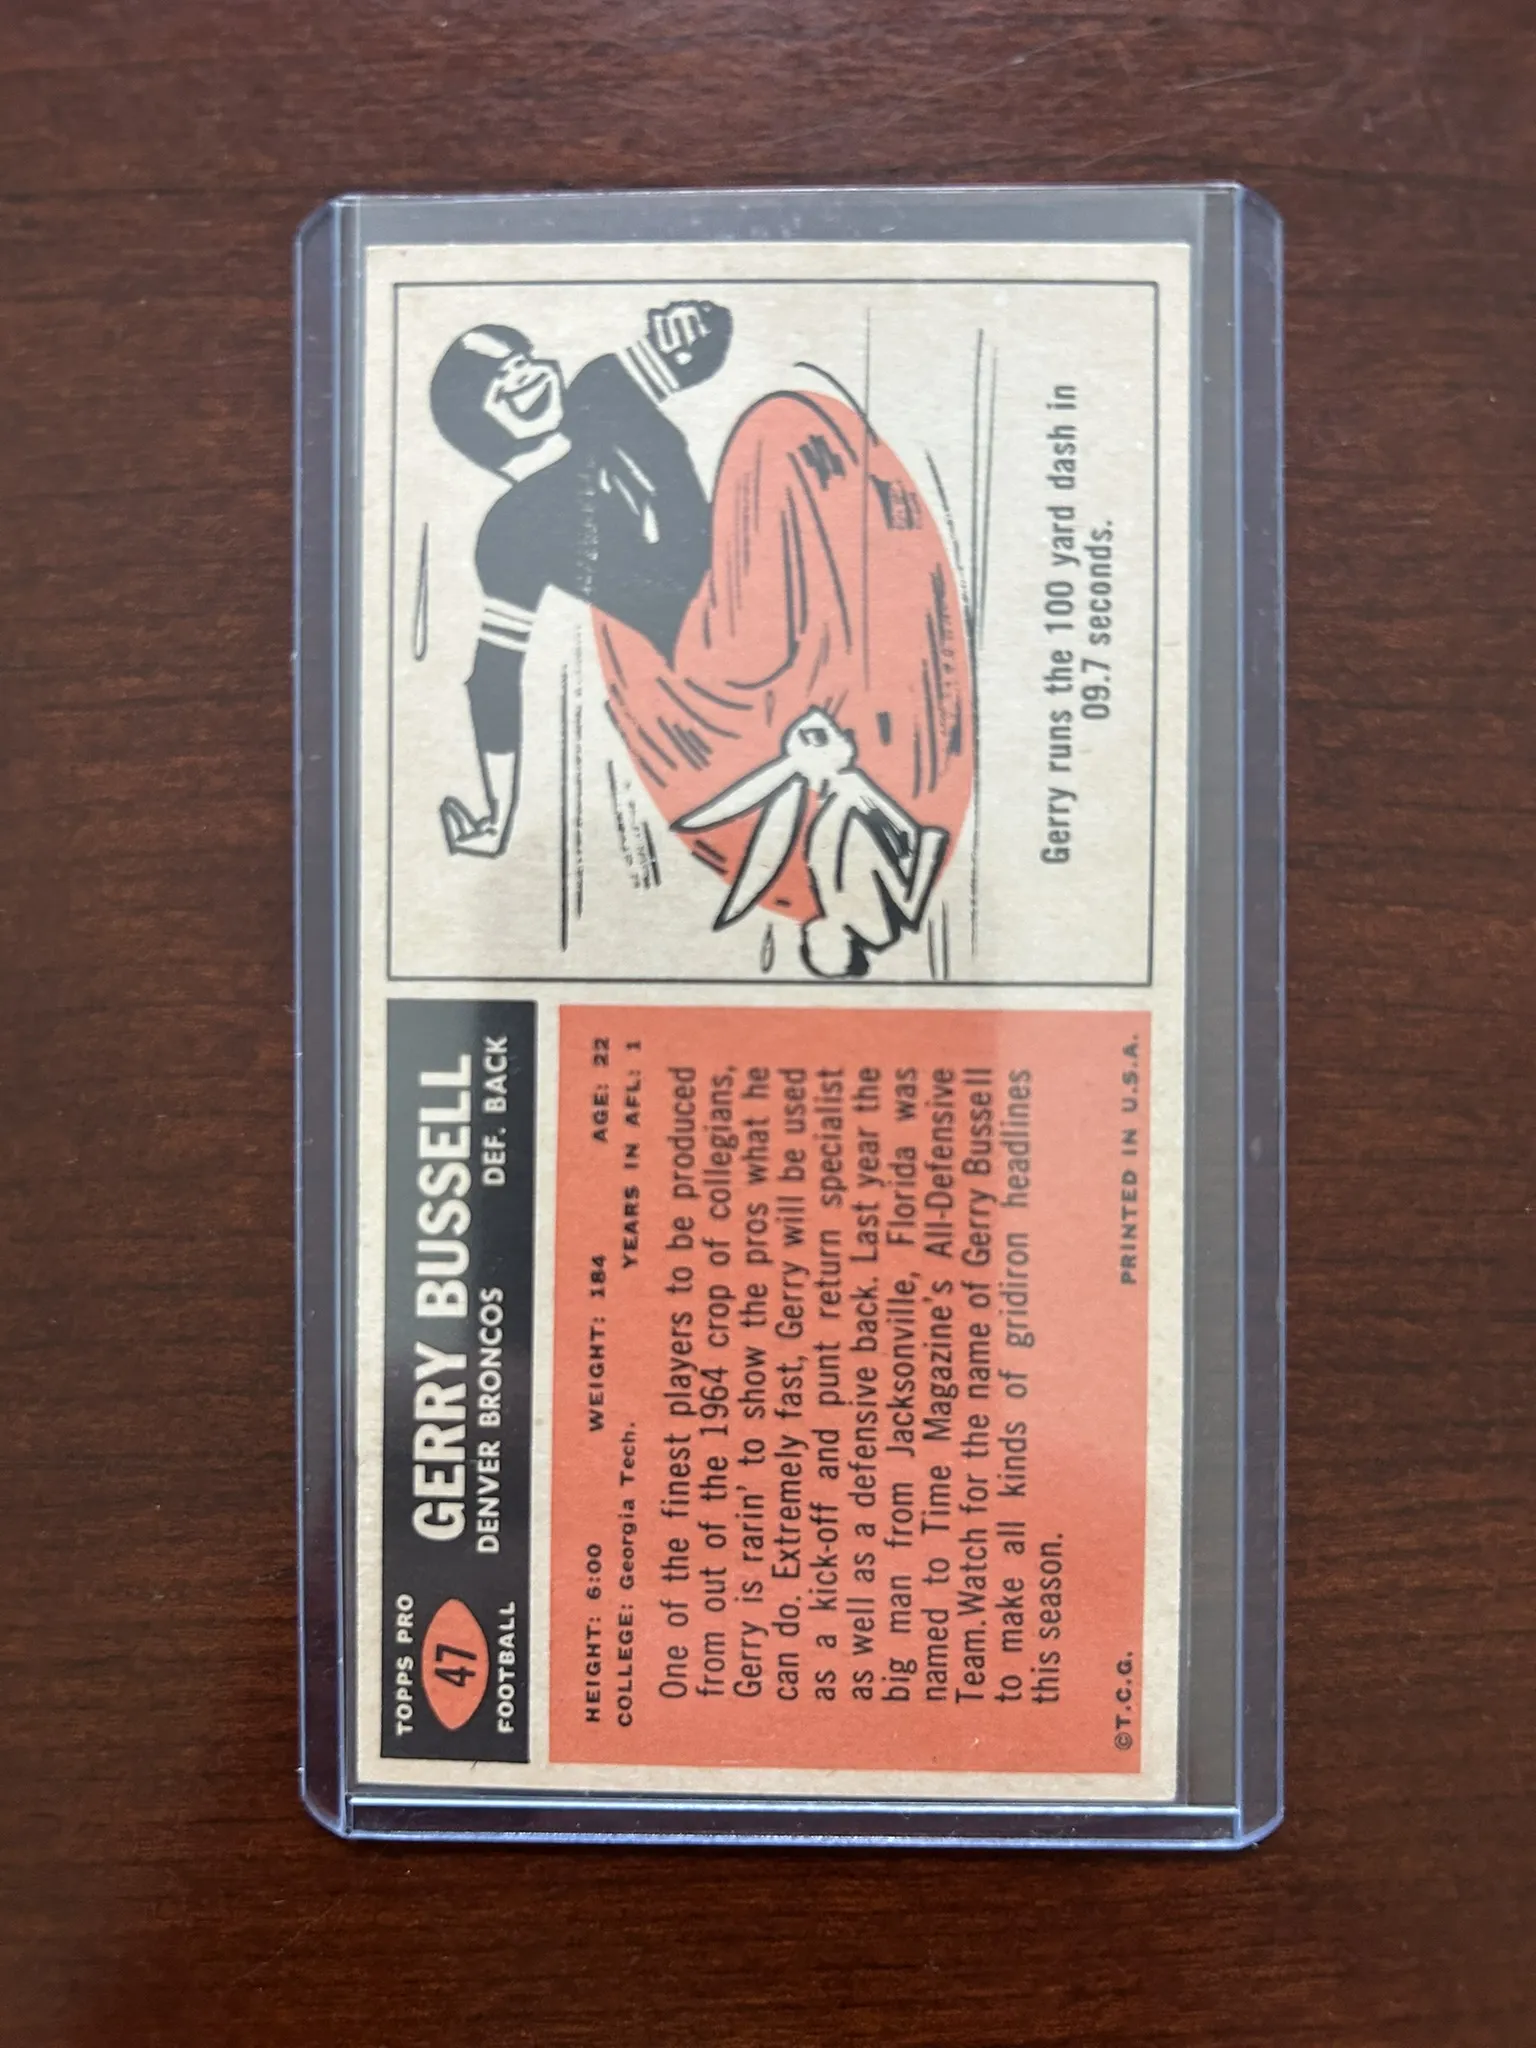 TOPPS PRO
47
FOOTBALL
GERRY BUSSELL
DENVER BRONCOS DEF. BACK
HEIGHT: 6:00 WEIGHT: 184 AGE: 22
COLLEGE: Georgia Tech. YEARS IN AFL: 1
One of the finest players to be produced
from out of the 1964 crop of collegians,
Gerry is rarin' to show the pros what he
can do. Extremely fast, Gerry will be used
as a kick-off and punt return specialist
as well as a defensive back. Last year the
big man from Jacksonville, Florida was
named to Time Magazine's All-Defensive
Team. Watch for the name of Gerry Bussell
to make all kinds of gridiron headlines
this season.
©T.C.G. PRINTED IN U.S.A.
Gerry runs the 100 yard dash in
09.7 seconds.